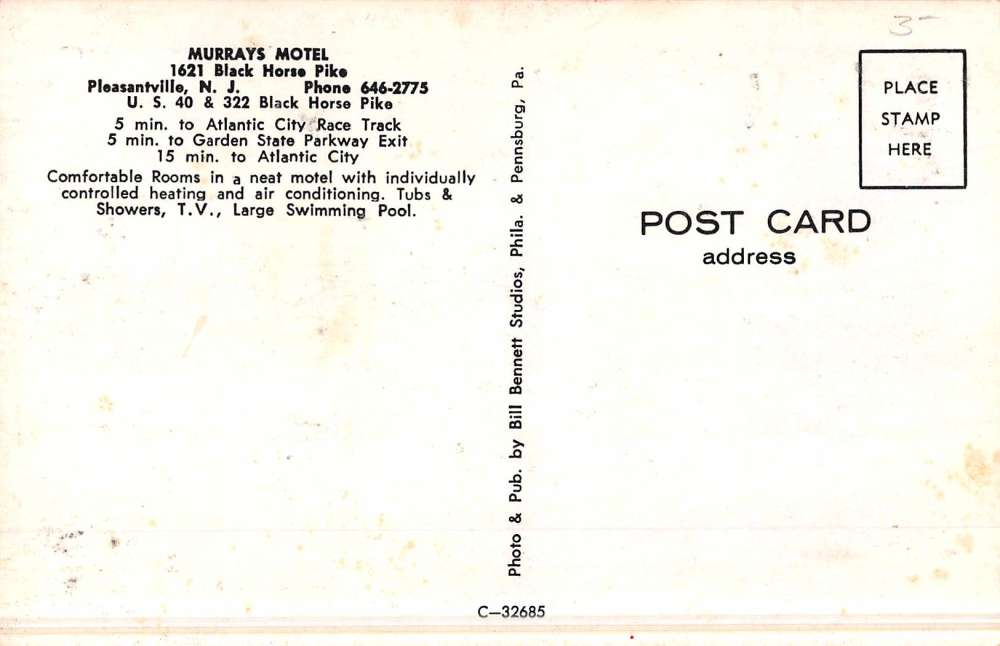 MURRAYS MOTEL
1621 Black Horse Pike
Pleasantville, N. J. Phone 646-2775
U. S. 40 & 322 Black Horse Pike
5 min. to Atlantic City Race Track
5 min. to Garden State Parkway Exit
15 min. to Atlantic City
Comfortable Rooms in a neat motel with individually
controlled heating and air conditioning. Tubs &
Showers, T.V., Large Swimming Pool.
Photo & Pub. by Bill Bennett Studios, Phila. & Pennsburg, Pa.
3-
PLACE
STAMP
HERE
POST CARD
address
C-32685